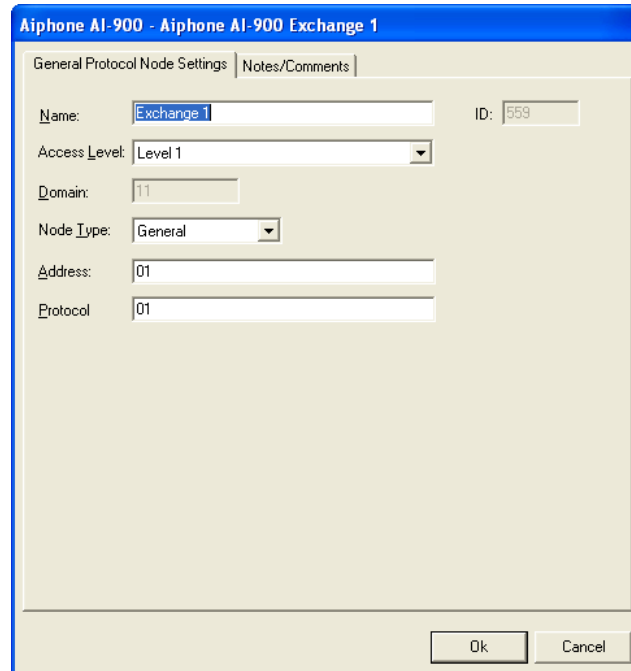 Aiphone AI-900 - Aiphone AI-900 Exchange 1
General Protocol Node Settings Notes/Comments
Name: Exchange 1 ID: 559
Access Level: Level 1
Domain: 11
Node Type: General
Address: 01
Protocol 01
Ok Cancel